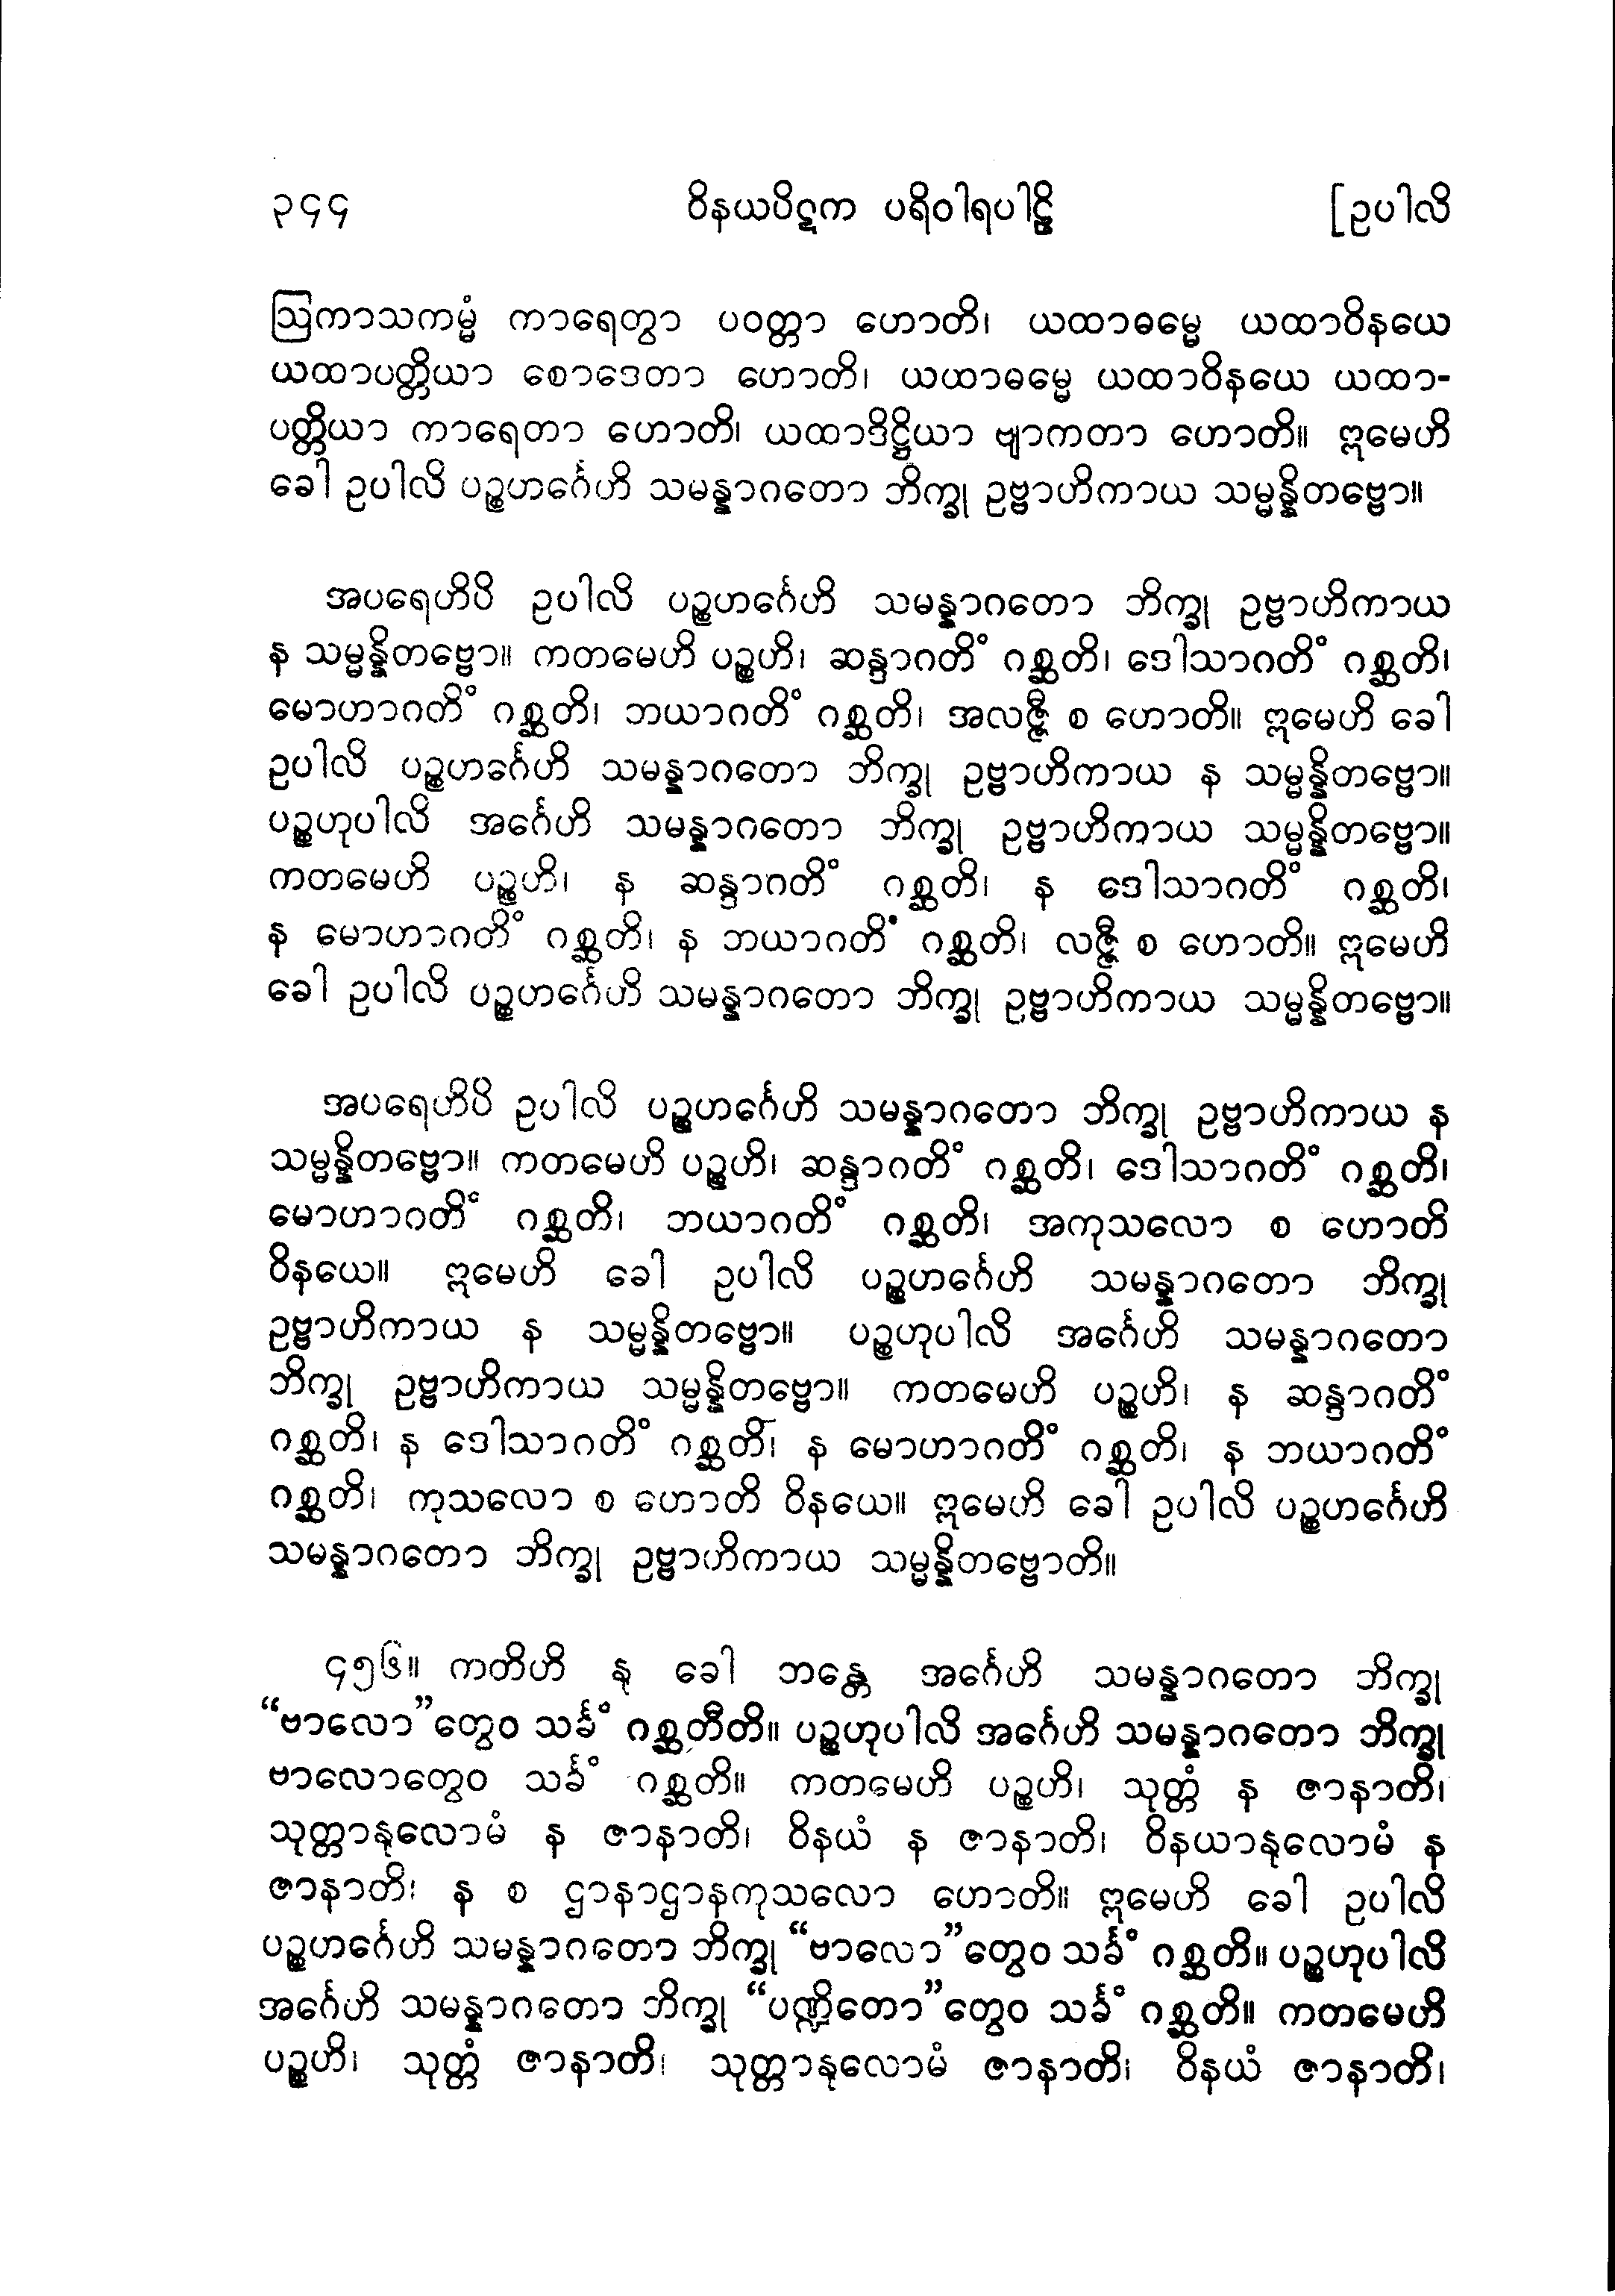 ၃၄၄ ဝိနယပိဋက ပရိဝါရပါဠိ [ဥပါလိ
ဩကာသကမ္မံ ကာရေတွာ ပဝတ္တာ ဟောတိ၊ ယထာဓမ္မေ ယထာဝိနယေ
ယထာပတ္တိယာ စောဒေတာ ဟောတိ၊ ယထာဓမ္မေ ယထာဝိနယေ ယထာ-
ပတ္တိယာ ကာရေတာ ဟောတိ၊ ယထာဒိဋ္ဌိယာ ဗျာကတာ ဟောတိ။ ဣမေဟိ
ခေါ ဥပါလိ ပဉ္စဟင်္ဂေဟိ သမန္နာဂတော ဘိက္ခု ဥဗ္ဗာဟိကာယ သမ္မန္နိတဗ္ဗော။
အပရေဟိပိ ဥပါလိ ပဉ္စဟင်္ဂေဟိ သမန္နာဂတော ဘိက္ခု ဥဗ္ဗာဟိကာယ
န သမ္မန္နိတဗ္ဗော။ ကတမေဟိ ပဉ္စဟိ၊ ဆန္ဒာဂတိံ ဂစ္ဆတိ၊ ဒေါသာဂတိံ ဂစ္ဆတိ၊
မောဟာဂတိံ ဂစ္ဆတိ၊ ဘယာဂတိံ ဂစ္ဆတိ၊ အလဇ္ဇီ စ ဟောတိ။ ဣမေဟိ ခေါ
ဥပါလိ ပဉ္စဟင်္ဂေဟိ သမန္နာဂတော ဘိက္ခု ဥဗ္ဗာဟိကာယ န သမ္မန္နိတဗ္ဗော။
ပဉ္စဟုပါလိ အင်္ဂေဟိ သမန္နာဂတော ဘိက္ခု ဥဗ္ဗာဟိကာယ သမ္မန္နိတဗ္ဗော။
ကတမေဟိ ပဉ္စဟိ၊ န ဆန္ဒာဂတိံ ဂစ္ဆတိ၊ န ဒေါသာဂတိံ ဂစ္ဆတိ၊
န မောဟာဂတိံ ဂစ္ဆတိ၊ န ဘယာဂတိံ ဂစ္ဆတိ၊ လဇ္ဇီ စ ဟောတိ။ ဣမေဟိ
ခေါ ဥပါလိ ပဉ္စဟင်္ဂေဟိ သမန္နာဂတော ဘိက္ခု ဥဗ္ဗာဟိကာယ သမ္မန္နိတဗ္ဗော။
အပရေဟိပိ ဥပါလိ ပဉ္စဟင်္ဂေဟိ သမန္နာဂတော ဘိက္ခု ဥဗ္ဗာဟိကာယ န
သမ္မန္နိတဗ္ဗော။ ကတမေဟိ ပဉ္စဟိ၊ ဆန္ဒာဂတိံ ဂစ္ဆတိ၊ ဒေါသာဂတိံ ဂစ္ဆတိ၊
မောဟာဂတိံ ဂစ္ဆတိ၊ ဘယာဂတိံ ဂစ္ဆတိ၊ အကုသလော စ ဟောတိ
ဝိနယေ။ ဣမေဟိ ခေါ ဥပါလိ ပဉ္စဟင်္ဂေဟိ သမန္နာဂတော ဘိက္ခု
ဥဗ္ဗာဟိကာယ န သမ္မန္နိတဗ္ဗော။ ပဉ္စဟုပါလိ အင်္ဂေဟိ သမန္နာဂတော
ဘိက္ခု ဥဗ္ဗာဟိကာယ သမ္မန္နိတဗ္ဗော။ ကတမေဟိ ပဉ္စဟိ၊ န ဆန္ဒာဂတိံ
ဂစ္ဆတိ၊ န ဒေါသာဂတိံ ဂစ္ဆတိ၊ န မောဟာဂတိံ ဂစ္ဆတိ၊ န ဘယာဂတိံ
ဂစ္ဆတိ၊ ကုသလော စ ဟောတိ ဝိနယေ။ ဣမေဟိ ခေါ ဥပါလိ ပဉ္စဟင်္ဂေဟိ
သမန္နာဂတော ဘိက္ခု ဥဗ္ဗာဟိကာယ သမ္မန္နိတဗ္ဗောတိ။
၄၅၆။ ကတိဟိ နု ခေါ ဘန္တေ အင်္ဂေဟိ သမန္နာဂတော ဘိက္ခု
“ဗာလော”တွေဝ သင်္ခံ ဂစ္ဆတီတိ။ ပဉ္စဟုပါလိ အင်္ဂေဟိ သမန္နာဂတော ဘိက္ခု
ဗာလောတွေဝ သင်္ခံ ဂစ္ဆတိ။ ကတမေဟိ ပဉ္စဟိ၊ သုတ္တံ န ဇာနာတိ၊
သုတ္တာနုလောမံ န ဇာနာတိ၊ ဝိနယံ န ဇာနာတိ၊ ဝိနယာနုလောမံ န
ဇာနာတိ၊ န စ ဌာနာဌာနကုသလော ဟောတိ။ ဣမေဟိ ခေါ ဥပါလိ
ပဉ္စဟင်္ဂေဟိ သမန္နာဂတော ဘိက္ခု “ဗာလော”တွေဝ သင်္ခံ ဂစ္ဆတိ။ ပဉ္စဟုပါလိ
အင်္ဂေဟိ သမန္နာဂတော ဘိက္ခု “ပဏ္ဍိတော”တွေဝ သင်္ခံ ဂစ္ဆတိ။ ကတမေဟိ
ပဉ္စဟိ၊ သုတ္တံ ဇာနာတိ၊ သုတ္တာနုလောမံ ဇာနာတိ၊ ဝိနယံ ဇာနာတိ၊